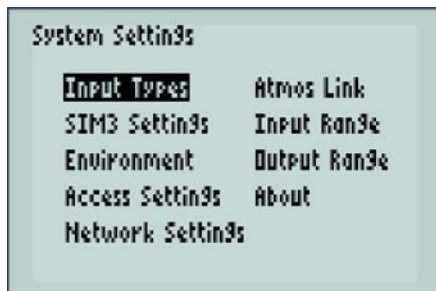 System Settings
Input Types
SIM3 Settings
Environment
Access Settings
Network Settings
Atmos Link
Input Range
Output Range
About